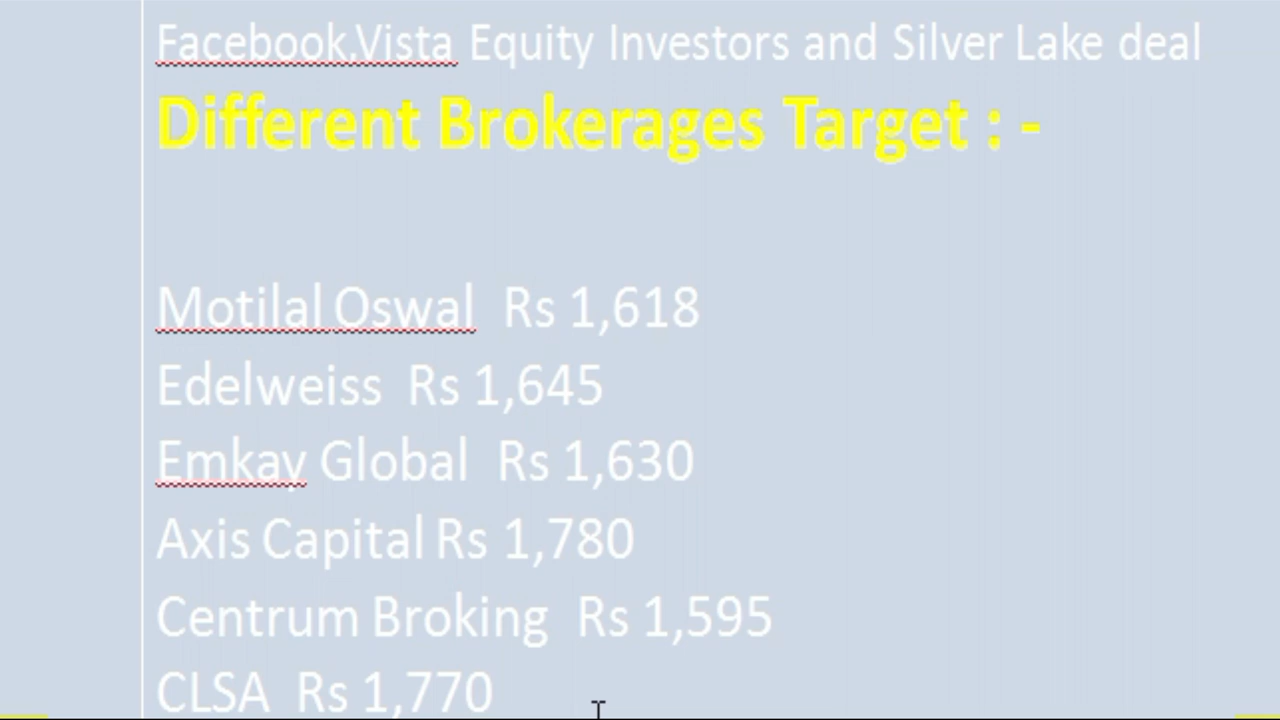 Facebook,Vista Equity Investors and Silver Lake deal
Different Brokerages Target : -
Motilal Oswal Rs 1,618
Edelweiss Rs 1,645
Emkay Global Rs 1,630
Axis Capital Rs 1,780
Centrum Broking Rs 1,595
CLSA Rs 1,770